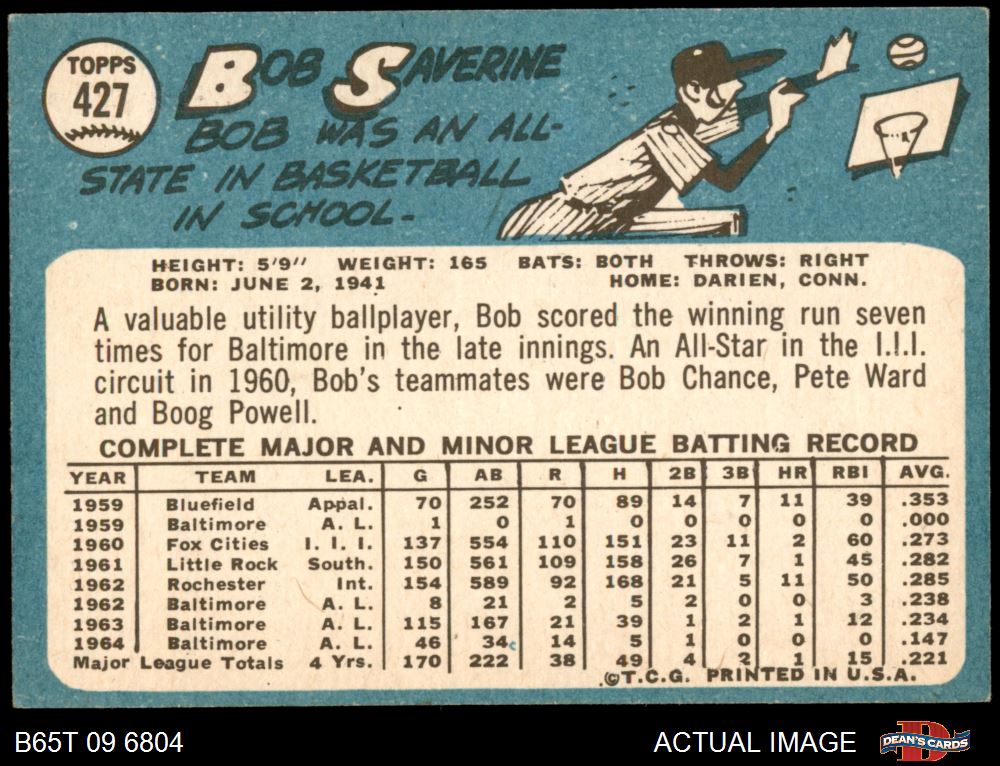 TOPPS
427
BOB SAVERINE
BOB WAS AN ALL-
STATE IN BASKETBALL
IN SCHOOL-
HEIGHT: 5'9" WEIGHT: 165 BATS: BOTH THROWS: RIGHT
BORN: JUNE 2, 1941 HOME: DARIEN, CONN.
A valuable utility ballplayer, Bob scored the winning run seven
times for Baltimore in the late innings. An All-Star in the I.I.I.
circuit in 1960, Bob's teammates were Bob Chance, Pete Ward
and Boog Powell.
COMPLETE MAJOR AND MINOR LEAGUE BATTING RECORD
YEAR TEAM LEA. G AB R H 2B 3B HR RBI AVG.
1959 Bluefield Appal. 70 252 70 89 14 7 11 39 .353
1959 Baltimore A. L. 1 0 1 0 0 0 0 0 .000
1960 Fox Cities I. I. I. 137 554 110 151 23 11 2 60 .273
1961 Little Rock South. 150 561 109 158 26 7 1 45 .282
1962 Rochester Int. 154 589 92 168 21 5 11 50 .285
1962 Baltimore A. L. 8 21 2 5 2 0 0 3 .238
1963 Baltimore A. L. 115 167 21 39 1 2 1 12 .234
1964 Baltimore A. L. 46 34 14 5 1 0 0 0 .147
Major League Totals 4 Yrs. 170 222 38 49 4 2 1 15 .221
©T.C.G. PRINTED IN U.S.A.
B65T 09 6804 ACTUAL IMAGE D DEAN'S CARDS